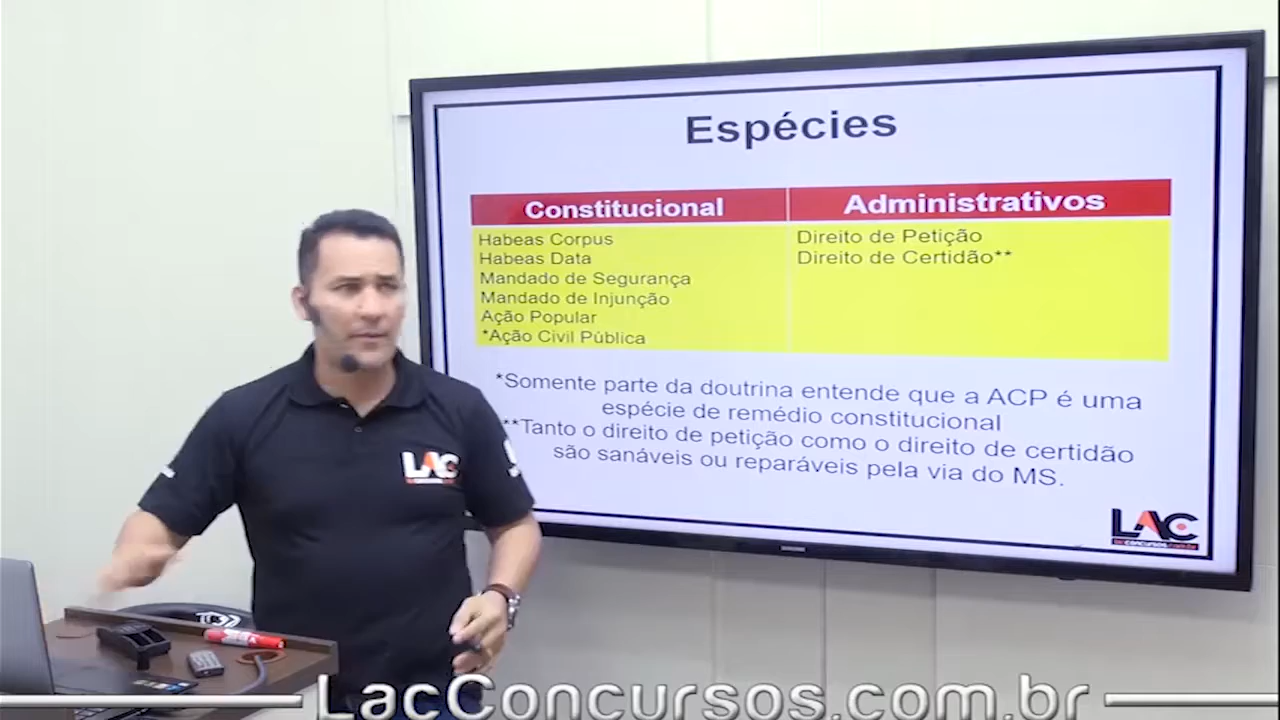 Espécies
Constitucional
Administrativos
Habeas Corpus
Habeas Data
Mandado de Segurança
Mandado de Injunção
Ação Popular
*Ação Civil Pública
Direito de Petição
Direito de Certidão**
*Somente parte da doutrina entende que a ACP é uma
espécie de remédio constitucional
**Tanto o direito de petição como o direito de certidão
são sanáveis ou reparáveis pela via do MS.
LAC
LAC
LacConcursos.com.br